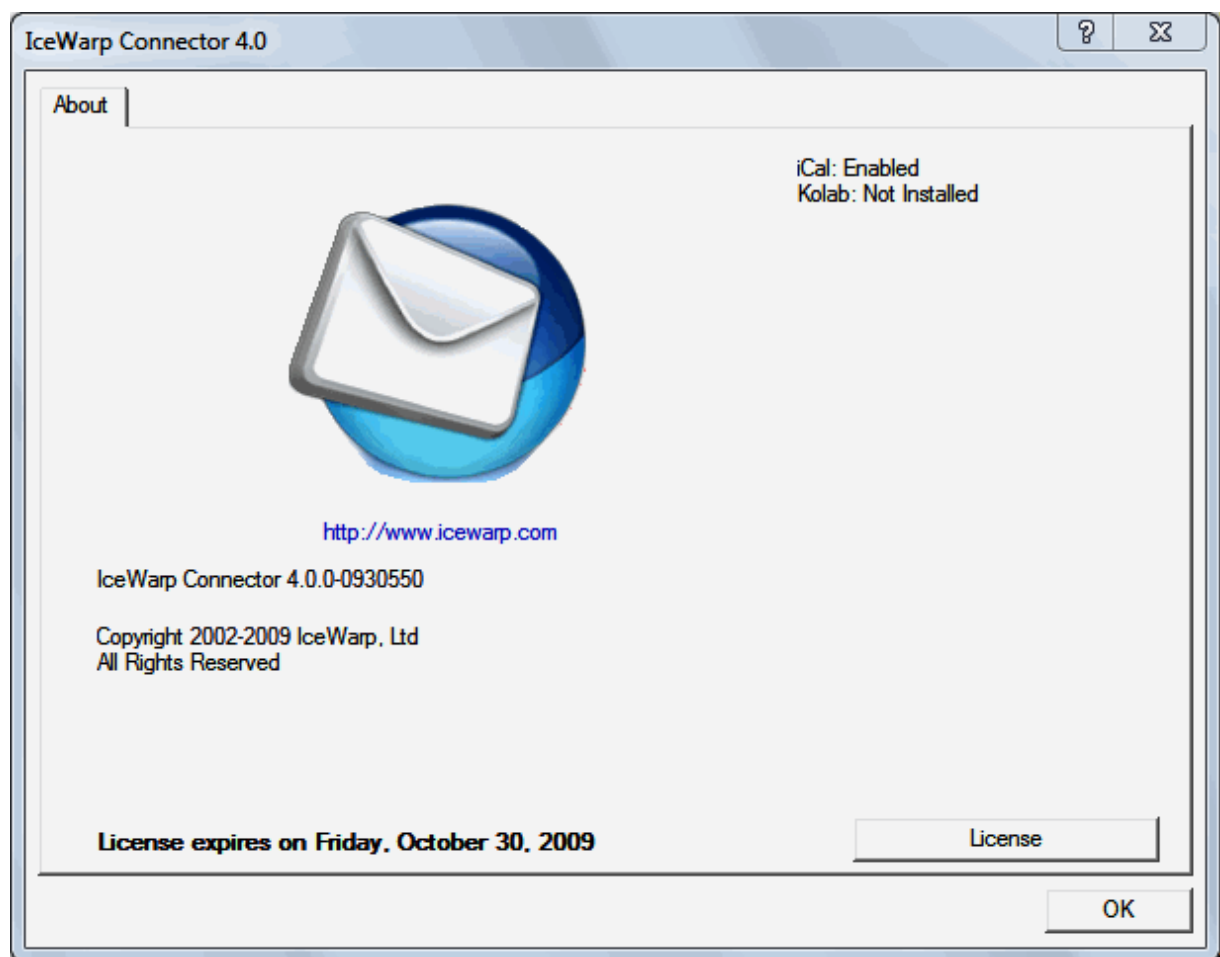 IceWarp Connector 4.0
?
About
iCal: Enabled
Kolab: Not Installed
http://www.icewarp.com
IceWarp Connector 4.0.0-0930550
Copyright 2002-2009 IceWarp, Ltd
All Rights Reserved
License expires on Friday, October 30, 2009
License
OK